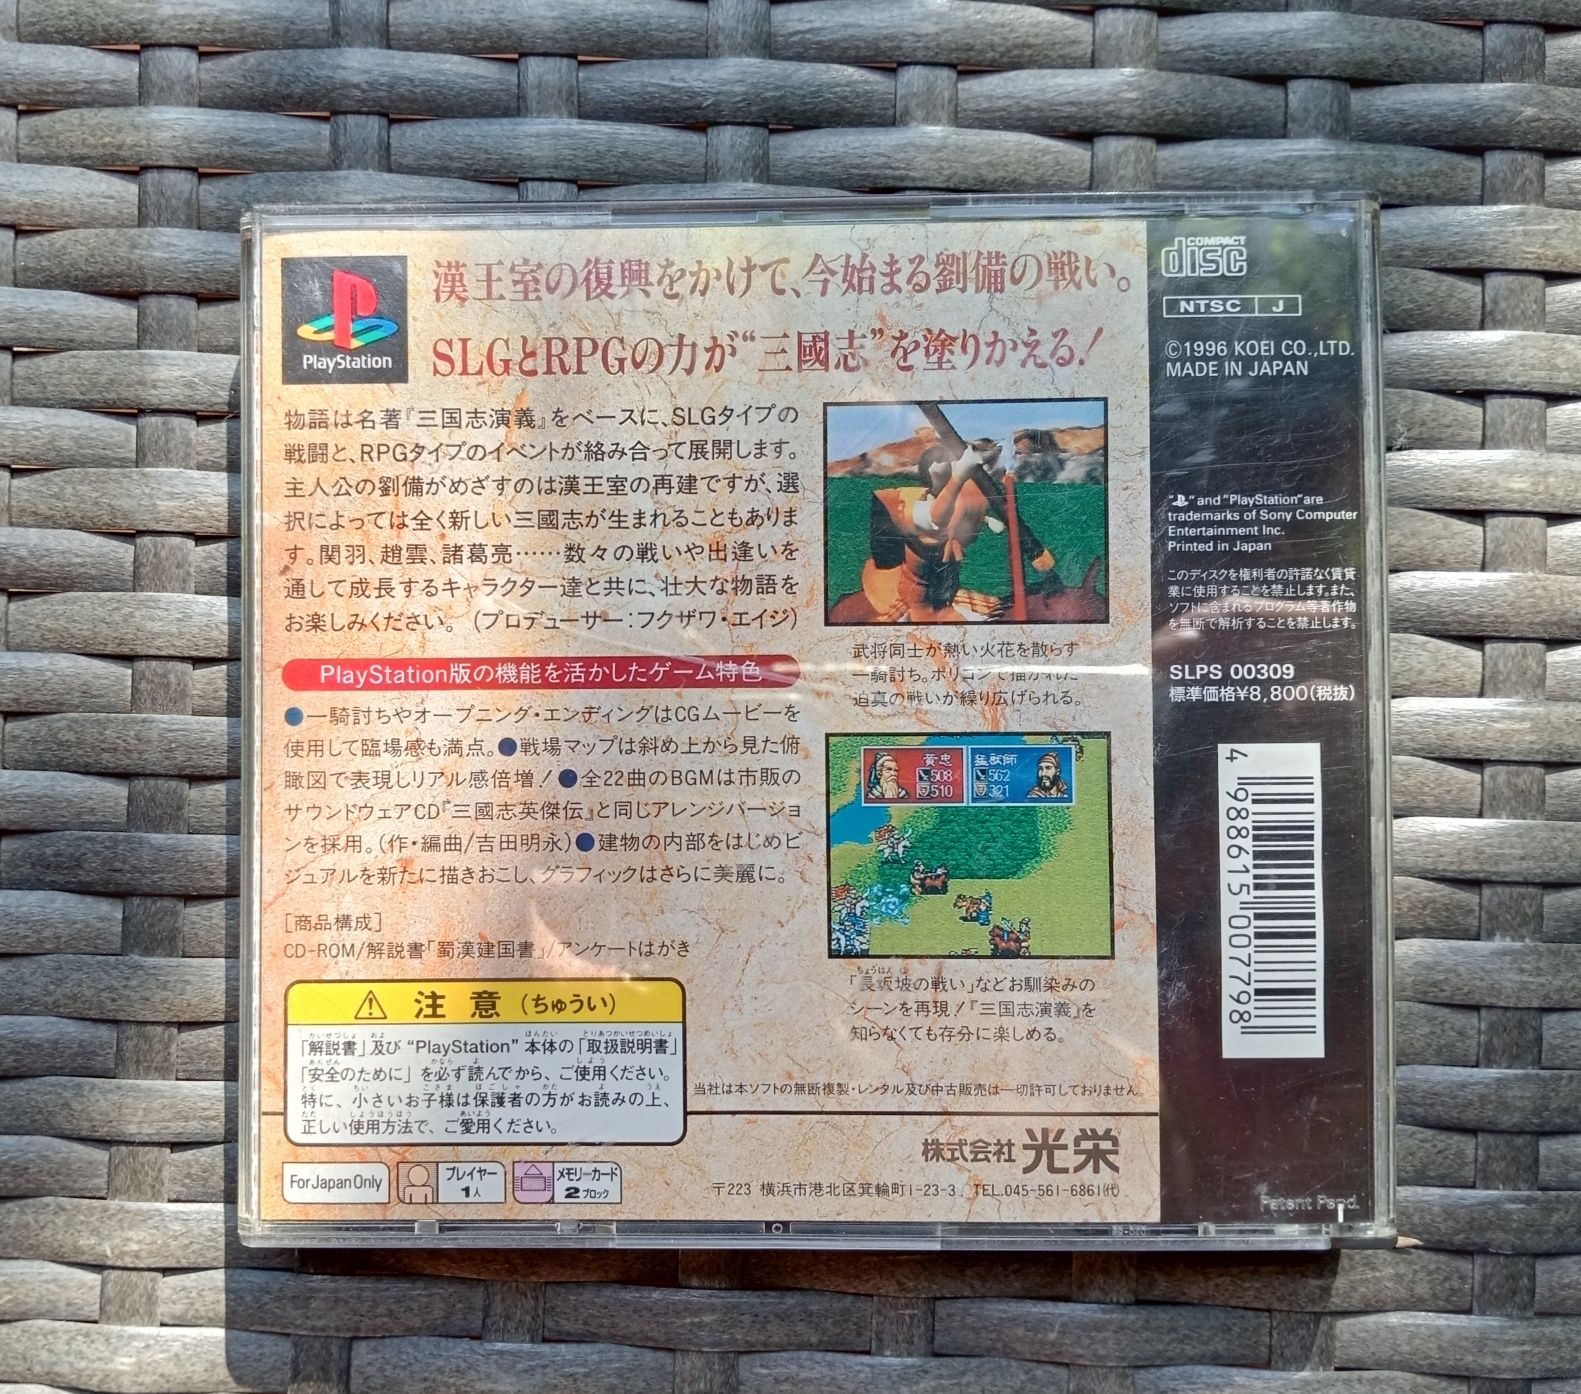 漢王室の復興をかけて、今始まる劉備の戦い。
SLGとRPGの力が“三國志”を塗りかえる!
PlayStation
物語は名著『三国志演義』をベースに、SLGタイプの
戦闘と、RPGタイプのイベントが絡み合って展開します。
主人公の劉備がめざすのは漢王室の再建ですが、選
択によっては全く新しい三國志が生まれることもありま
す。関羽、趙雲、諸葛亮……数々の戦いや出逢いを
通して成長するキャラクター達と共に、壮大な物語を
お楽しみください。(プロデューサー:フクザワ・エイジ)
PlayStation版の機能を活かしたゲーム特色
●一騎討ちやオープニング・エンディングはCGムービーを
使用して臨場感も満点。●戦場マップは斜め上から見た俯
瞰図で表現しリアル感倍増!●全22曲のBGMは市販の
サウンドウェアCD『三國志英傑伝』と同じアレンジバージョ
ンを採用。(作・編曲/吉田明永)●建物の内部をはじめビ
ジュアルを新たに描きおこし、グラフィックはさらに美麗に。
[商品構成]
CD-ROM/解説書「蜀漢建国書」/アンケートはがき
注意(ちゅうい)
「解説書」及び“PlayStation”本体の「取扱説明書」
「安全のために」を必ず読んでから、ご使用ください。
特に、小さいお子様は保護者の方がお読みの上、
正しい使用方法で、ご愛用ください。
For Japan Only
プレイヤー
1人
メモリーカード
2ブロック
武将同士が熱い火花を散らす
一騎討ち。ポリゴンで描かれた
迫真の戦いが繰り広げられる。
黄忠
508
510
猛獣師
562
321
ちょうはん は
「長坂坡の戦い」などお馴染みの
シーンを再現!『三国志演義』を
知らなくても存分に楽しめる。
当社は本ソフトの無断複製・レンタル及び中古販売は一切許可しておりません。
株式会社 光栄
〒223 横浜市港北区箕輪町1-23-3 TEL.045-561-6861㈹
COMPACT
disc
NTSC J
©1996 KOEI CO.,LTD.
MADE IN JAPAN
"PS" and "PlayStation" are
trademarks of Sony Computer
Entertainment Inc.
Printed in Japan
このディスクを権利者の許諾なく賃貸
業に使用することを禁止します。また、
ソフトに含まれるプログラム等著作物
を無断で解析することを禁止します。
SLPS 00309
標準価格¥8,800(税抜)
4 988615 007798
Patent Pend.